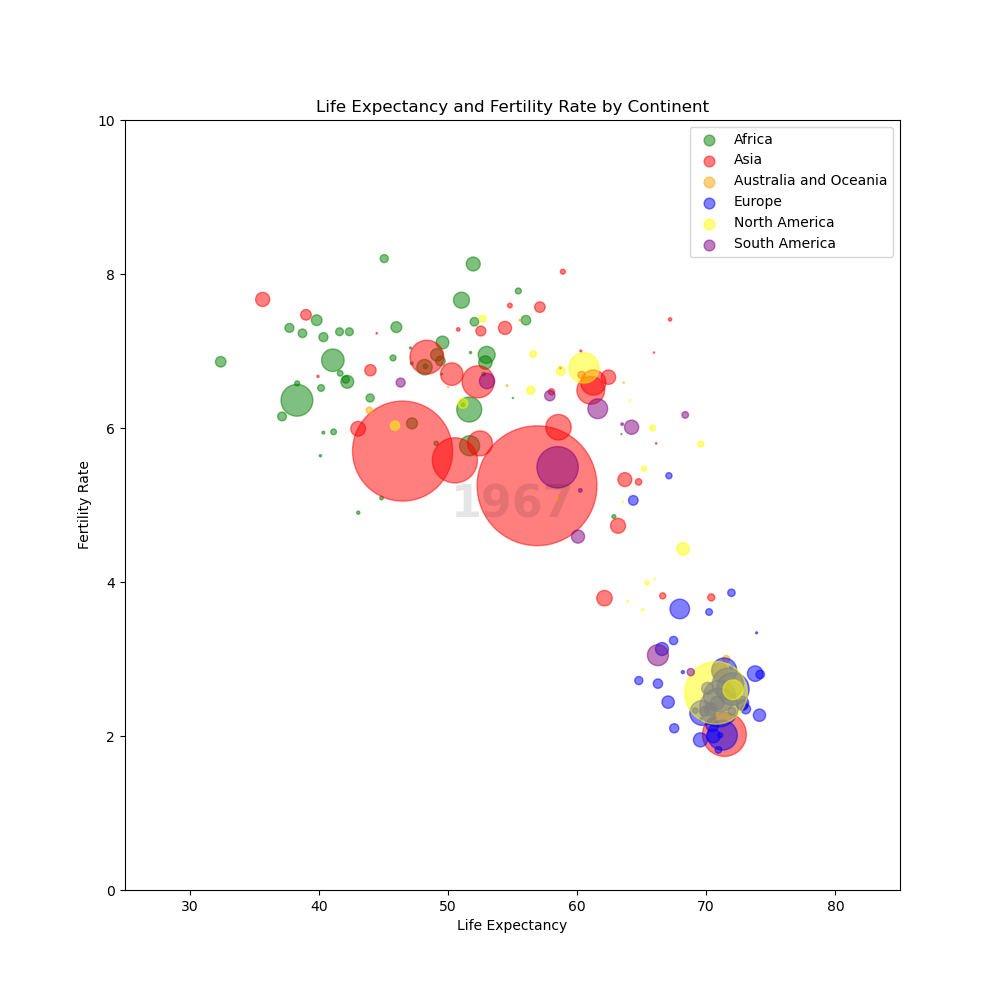 Life Expectancy and Fertility Rate by Continent
10
8
6
4
2
0
Fertility Rate
Africa
Asia
Australia and Oceania
Europe
North America
South America
1967
30 40 50 60 70 80
Life Expectancy